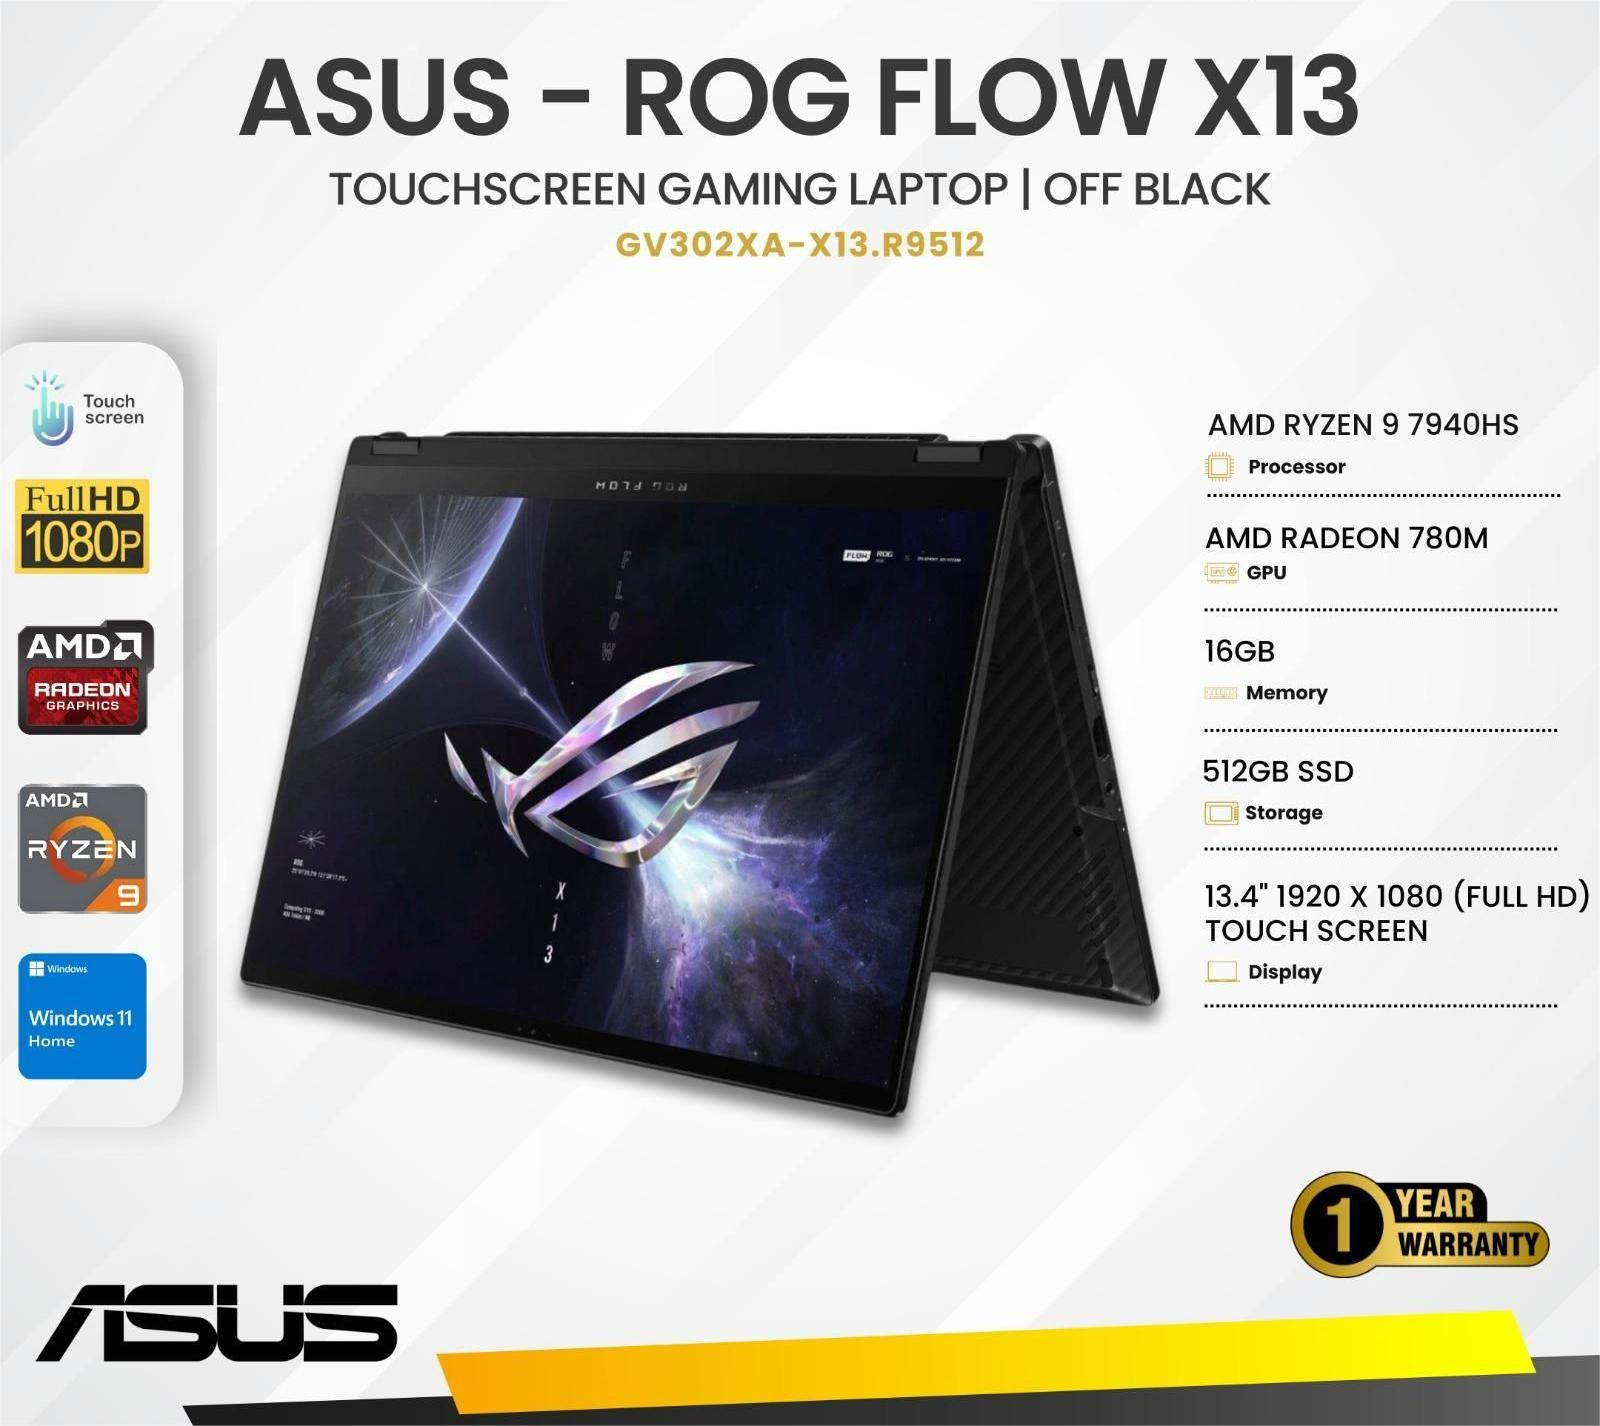 ASUS - ROG FLOW X13
TOUCHSCREEN GAMING LAPTOP | OFF BLACK
GV302XA-X13.R9512
Touch
screen
FullHD
1080P
AMD
RADEON
GRAPHICS
AMD
RYZEN
9
Windows
Windows 11
Home
ROG FLOW
FLOW
FLOW ROG
ROG
X
1
3
AMD RYZEN 9 7940HS
Processor
AMD RADEON 780M
GPU
16GB
Memory
512GB SSD
Storage
13.4" 1920 X 1080 (FULL HD)
TOUCH SCREEN
Display
1 YEAR
WARRANTY
ASUS